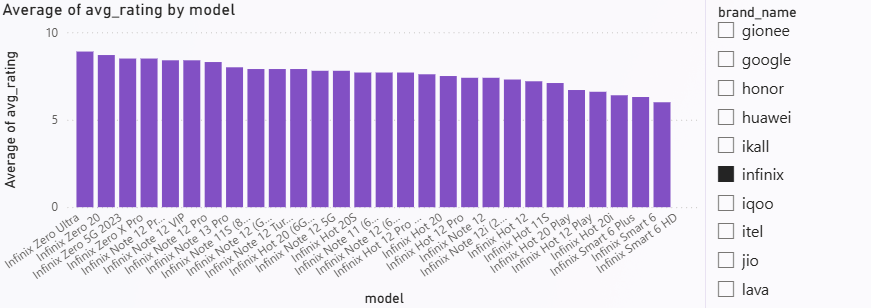 Average of avg_rating by model
Average of avg_rating
10
5
0
Infinix Zero Ultra
Infinix Zero 20
Infinix Zero 5G 2023
Infinix Zero X Pro
Infinix Note 12 Pr...
Infinix Note 12 VIP
Infinix Note 12 Pro
Infinix Note 13 Pro
Infinix Note 11S (8...
Infinix Note 12 (G...
Infinix Note 12 Tur...
Infinix Hot 20 (6G...
Infinix Note 12 5G
Infinix Hot 20S
Infinix Note 11 (6...
Infinix Note 12 (6...
Infinix Hot 12 Pro ...
Infinix Hot 20
Infinix Hot 12 Pro
Infinix Note 12
Infinix Note 12i (2...
Infinix Hot 12
Infinix Hot 11S
Infinix Hot 20 Play
Infinix Hot 12 Play
Infinix Hot 20i
Infinix Smart 6 Plus
Infinix Smart 6
Infinix Smart 6 HD
model
brand_name
gionee
google
honor
huawei
ikall
infinix
iqoo
itel
jio
lava